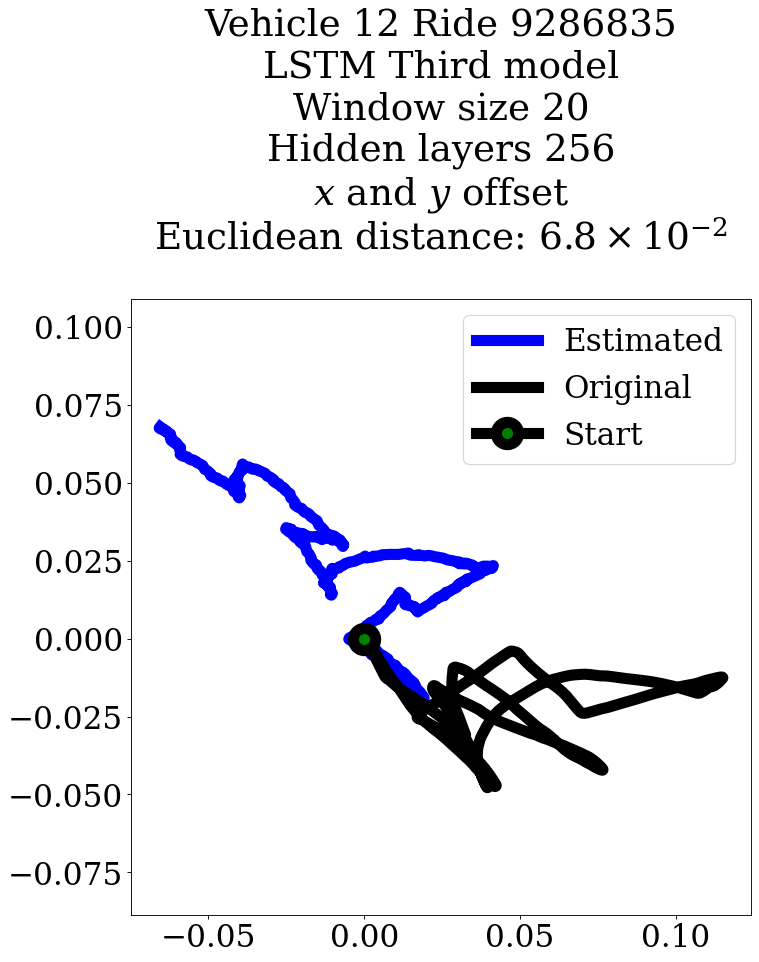 Vehicle 12 Ride 9286835
LSTM Third model
Window size 20
Hidden layers 256
x and y offset
Euclidean distance: 6.8 × 10⁻²
Estimated
Original
Start
0.100
0.075
0.050
0.025
0.000
−0.025
−0.050
−0.075
−0.05 0.00 0.05 0.10